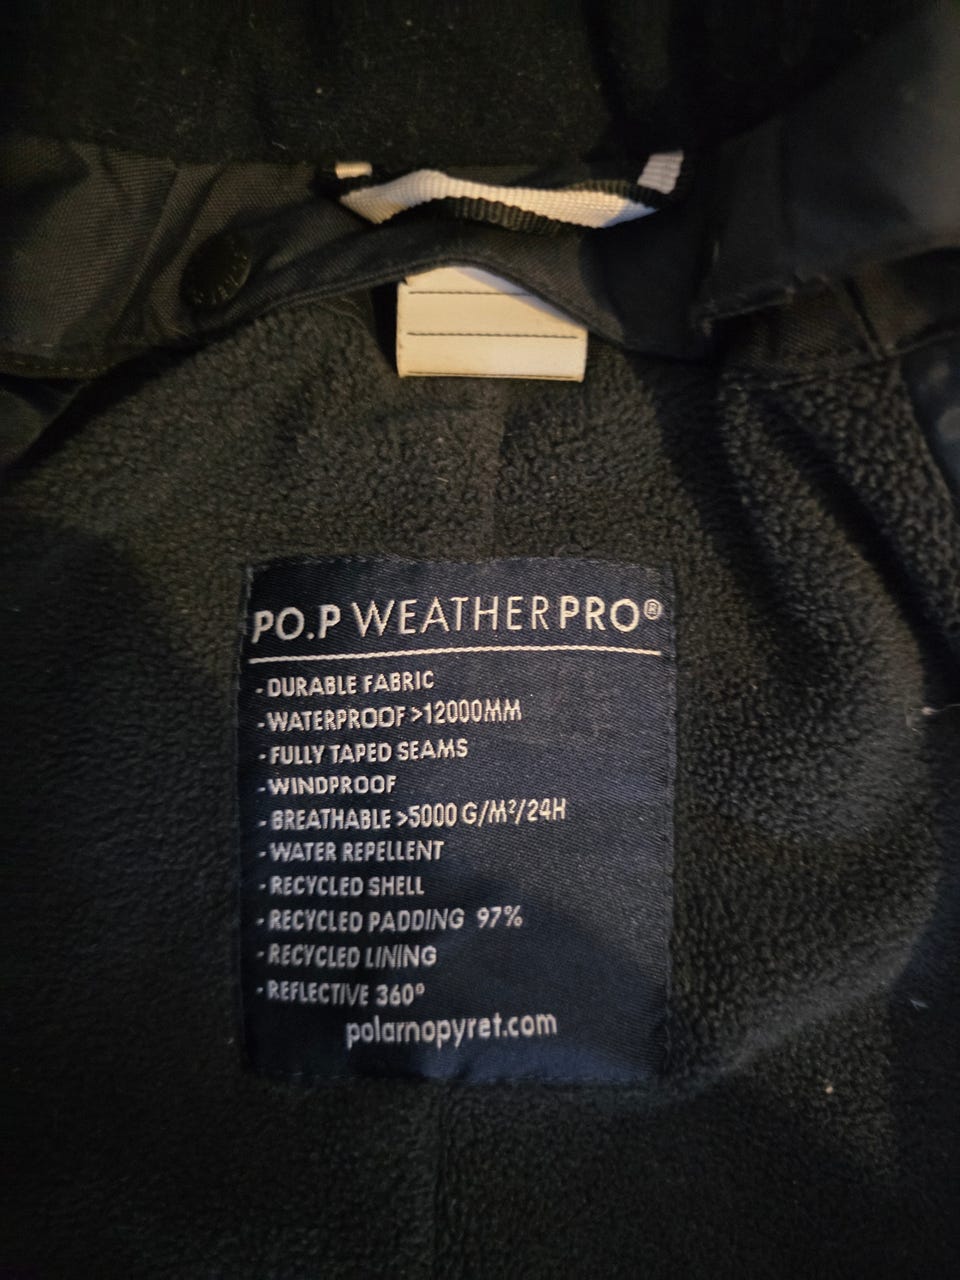 PO.P WEATHERPRO®
-DURABLE FABRIC
-WATERPROOF >12000MM
-FULLY TAPED SEAMS
-WINDPROOF
-BREATHABLE >5000 G/M²/24H
-WATER REPELLENT
-RECYCLED SHELL
-RECYCLED PADDING 97%
-RECYCLED LINING
-REFLECTIVE 360°
polarnopyret.com